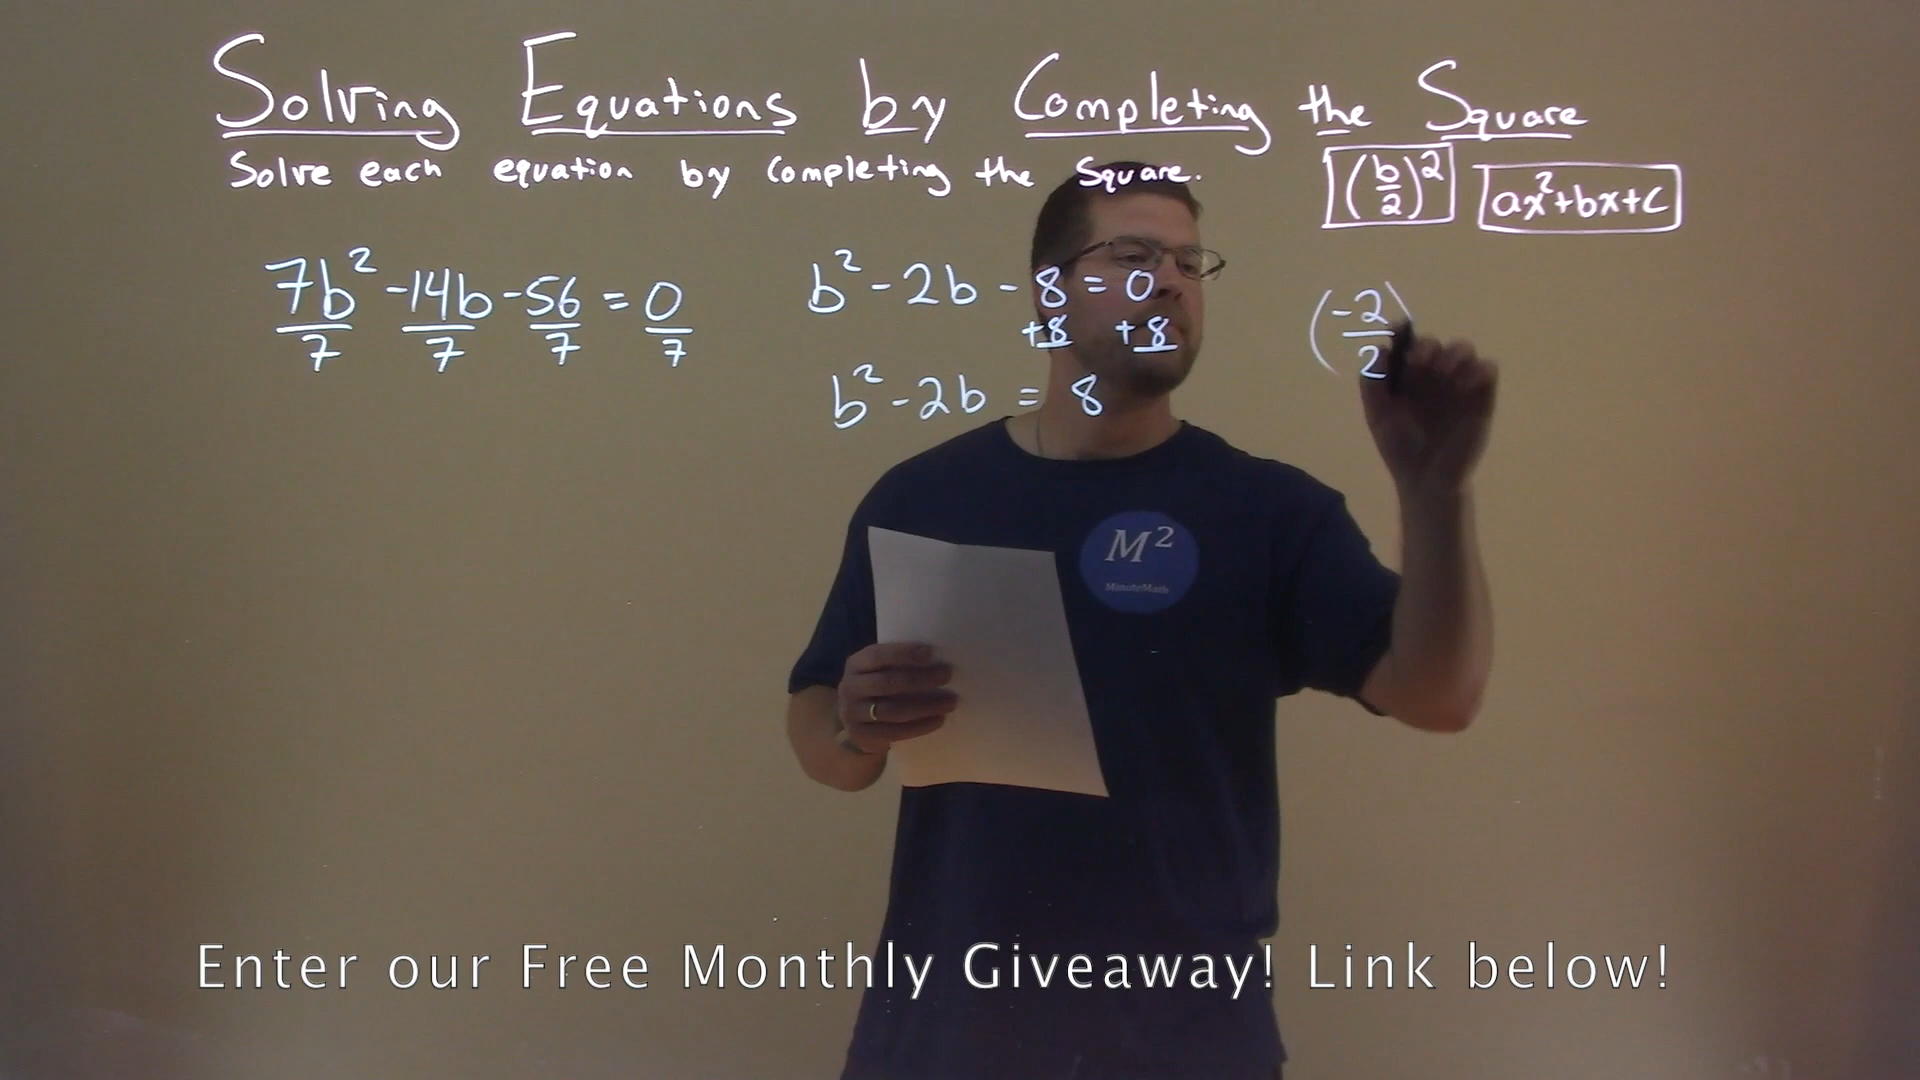 Solving Equations by Completing the Square
Solve each equation by completing the Square.
(b/2)² ax²+bx+c
7b² -14b -56 = 0
7 7 7 7
b² - 2b - 8 = 0
+8 +8
b² - 2b = 8
(-2/2)
M²
MinuteMath
Enter our Free Monthly Giveaway! Link below!